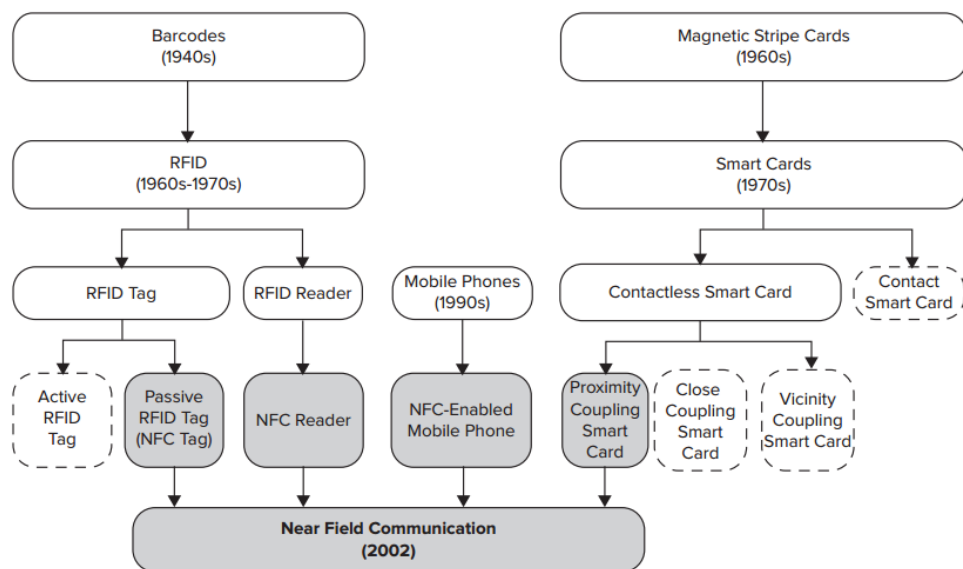 Barcodes
(1940s)
Magnetic Stripe Cards
(1960s)
RFID
(1960s-1970s)
Smart Cards
(1970s)
RFID Tag
RFID Reader
Mobile Phones
(1990s)
Contactless Smart Card
Contact
Smart Card
Active
RFID
Tag
Passive
RFID Tag
(NFC Tag)
NFC Reader
NFC-Enabled
Mobile Phone
Proximity
Coupling
Smart
Card
Close
Coupling
Smart
Card
Vicinity
Coupling
Smart Card
Near Field Communication
(2002)